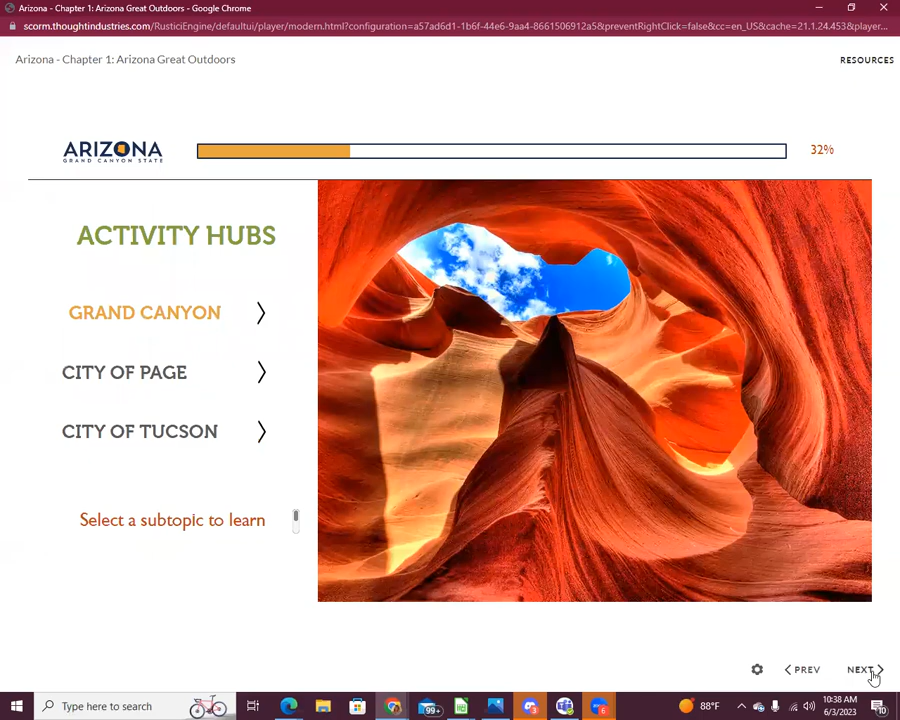 Arizona - Chapter 1: Arizona Great Outdoors - Google Chrome
scorm.thoughtindustries.com/RusticiEngine/defaultui/player/modern.html?configuration=a57ad6d1-1b6f-44e6-9aa4-8661506912a5&preventRightClick=false&cc=en_US&cache=21.1.24.453&player...
Arizona - Chapter 1: Arizona Great Outdoors
RESOURCES
ARIZONA
GRAND CANYON STATE
32%
ACTIVITY HUBS
GRAND CANYON
CITY OF PAGE
CITY OF TUCSON
Select a subtopic to learn
PREV
NEXT
Type here to search
99+
3
6
88°F
10:38 AM
6/3/2023
10